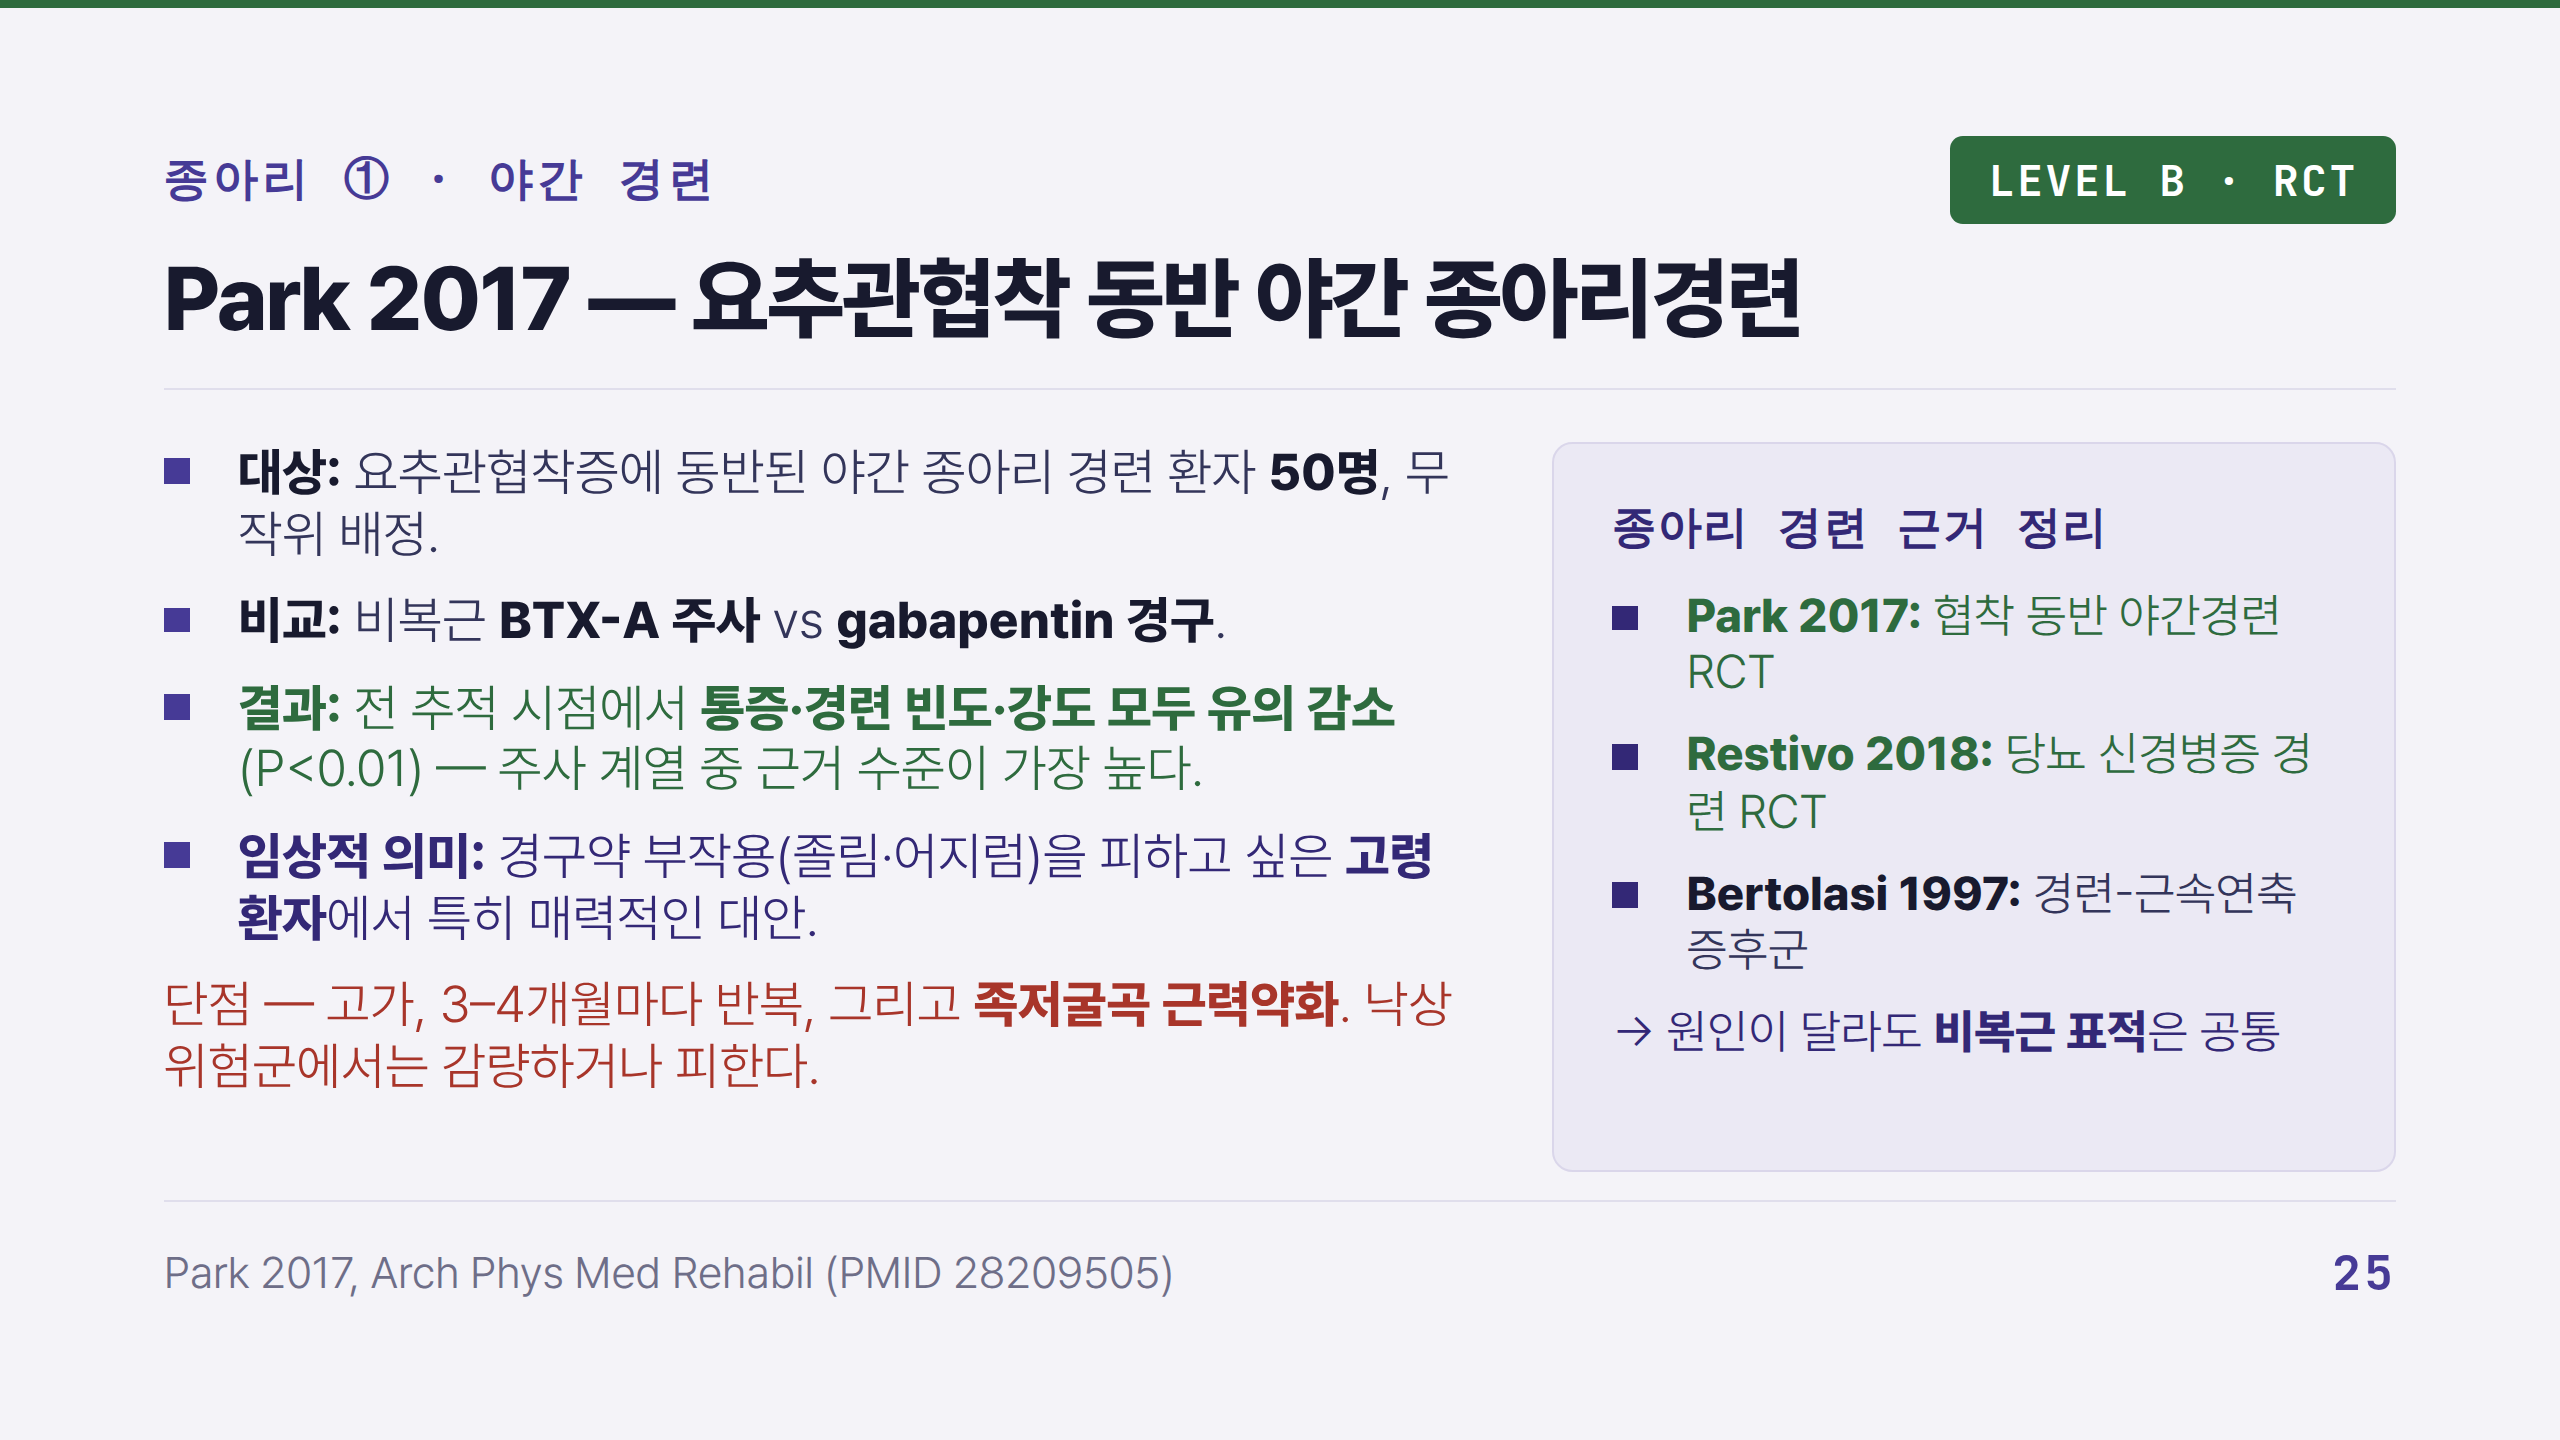 종아리 ① · 야간 경련
LEVEL B · RCT
Park 2017 — 요추관협착 동반 야간 종아리경련
대상: 요추관협착증에 동반된 야간 종아리 경련 환자 50명, 무
작위 배정.
비교: 비복근 BTX-A 주사 vs gabapentin 경구.
결과: 전 추적 시점에서 통증·경련 빈도·강도 모두 유의 감소
(P<0.01) — 주사 계열 중 근거 수준이 가장 높다.
임상적 의미: 경구약 부작용(졸림·어지럼)을 피하고 싶은 고령
환자에서 특히 매력적인 대안.
단점 — 고가, 3–4개월마다 반복, 그리고 족저굴곡 근력약화. 낙상
위험군에서는 감량하거나 피한다.
종아리 경련 근거 정리
Park 2017: 협착 동반 야간경련
RCT
Restivo 2018: 당뇨 신경병증 경
련 RCT
Bertolasi 1997: 경련-근속연축
증후군
→ 원인이 달라도 비복근 표적은 공통
Park 2017, Arch Phys Med Rehabil (PMID 28209505)
25